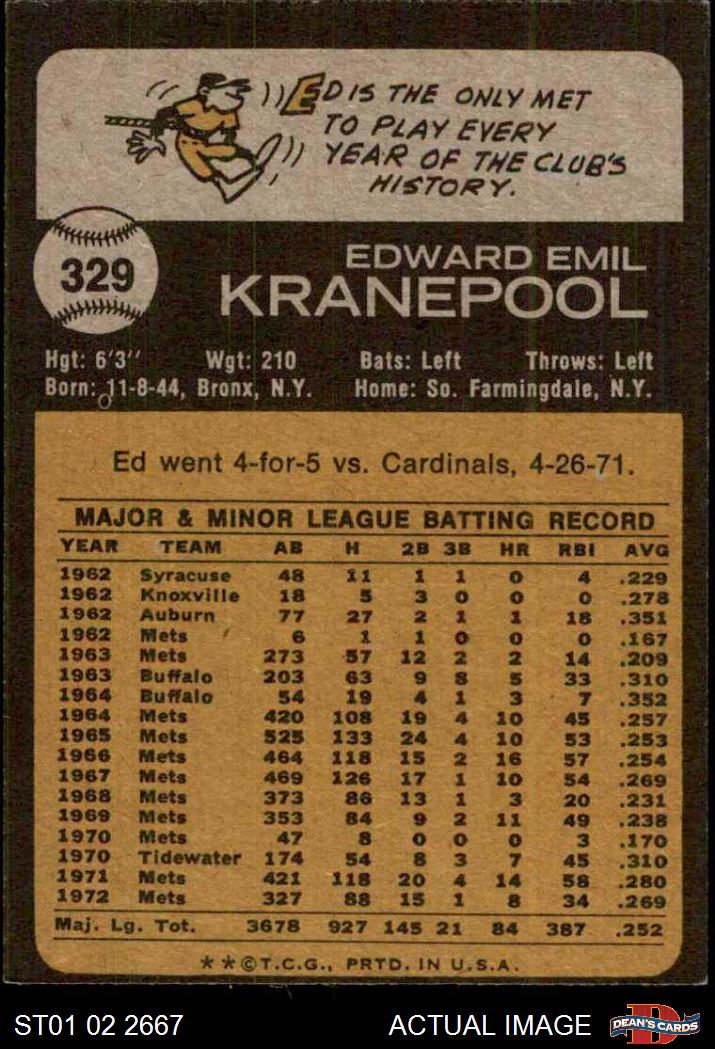 ED IS THE ONLY MET
TO PLAY EVERY
YEAR OF THE CLUB'S
HISTORY.
329
EDWARD EMIL
KRANEPOOL
Hgt: 6'3" Wgt: 210 Bats: Left Throws: Left
Born: 11-8-44, Bronx, N.Y. Home: So. Farmingdale, N.Y.
Ed went 4-for-5 vs. Cardinals, 4-26-71.
MAJOR & MINOR LEAGUE BATTING RECORD
YEAR TEAM AB H 2B 3B HR RBI AVG
1962 Syracuse 48 11 1 1 0 4 .229
1962 Knoxville 18 5 3 0 0 0 .278
1962 Auburn 77 27 2 1 1 18 .351
1962 Mets 6 1 1 0 0 0 .167
1963 Mets 273 57 12 2 2 14 .209
1963 Buffalo 203 63 9 8 5 33 .310
1964 Buffalo 54 19 4 1 3 7 .352
1964 Mets 420 108 19 4 10 45 .257
1965 Mets 525 133 24 4 10 53 .253
1966 Mets 464 118 15 2 16 57 .254
1967 Mets 469 126 17 1 10 54 .269
1968 Mets 373 86 13 1 3 20 .231
1969 Mets 353 84 9 2 11 49 .238
1970 Mets 47 8 0 0 0 3 .170
1970 Tidewater 174 54 8 3 7 45 .310
1971 Mets 421 118 20 4 14 58 .280
1972 Mets 327 88 15 1 8 34 .269
Maj. Lg. Tot. 3678 927 145 21 84 387 .252
**©T.C.G., PRTD. IN U.S.A.
ST01 02 2667 ACTUAL IMAGE DEAN'S CARDS